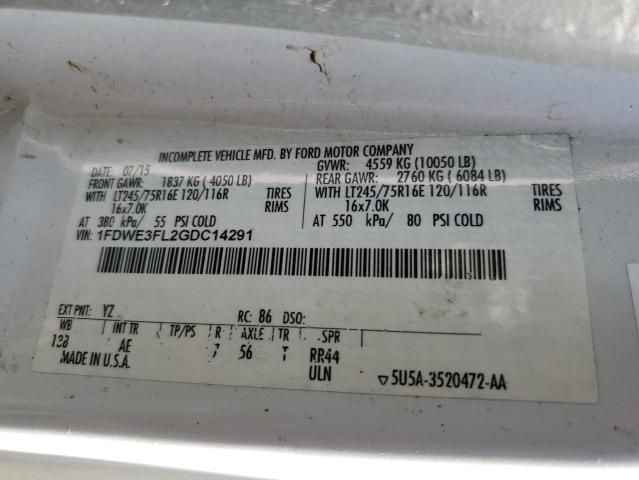 INCOMPLETE VEHICLE MFD. BY FORD MOTOR COMPANY
DATE: 07/15 GVWR: 4559 KG (10050 LB)
FRONT GAWR: 1837 KG ( 4050 LB) REAR GAWR: 2760 KG ( 6084 LB)
WITH LT245/75R16E 120/116R TIRES WITH LT245/75R16E 120/116R TIRES
16x7.0K RIMS 16x7.0K RIMS
AT 380 kPa/ 55 PSI COLD AT 550 kPa/ 80 PSI COLD
VIN: 1FDWE3FL2GDC14291
EXT PNT: YZ RC: 86 DSO:
WB INT TR TP/PS R AXLE TR SPR
138 AE 7 56 T RR44
MADE IN U.S.A. ULN
▽5U5A-3520472-AA